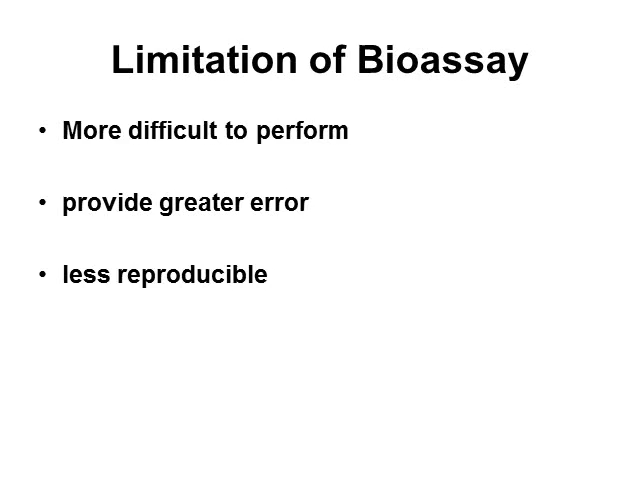 Limitation of Bioassay
• More difficult to perform
• provide greater error
• less reproducible